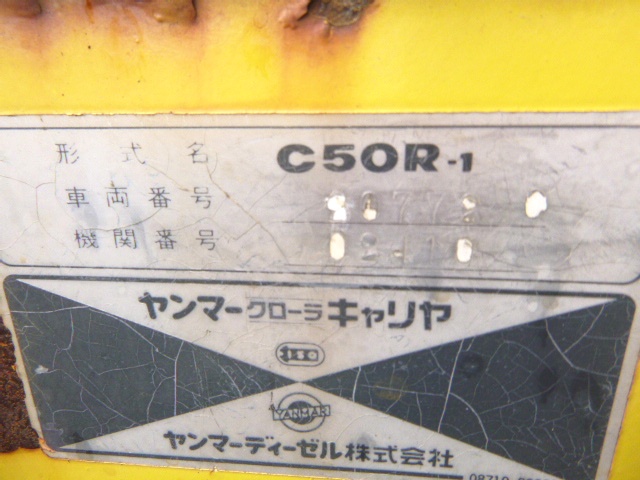 形式名 C50R-1
車両番号
機関番号
ヤンマークローラキャリヤ
YANMAR
ヤンマーディーゼル株式会社